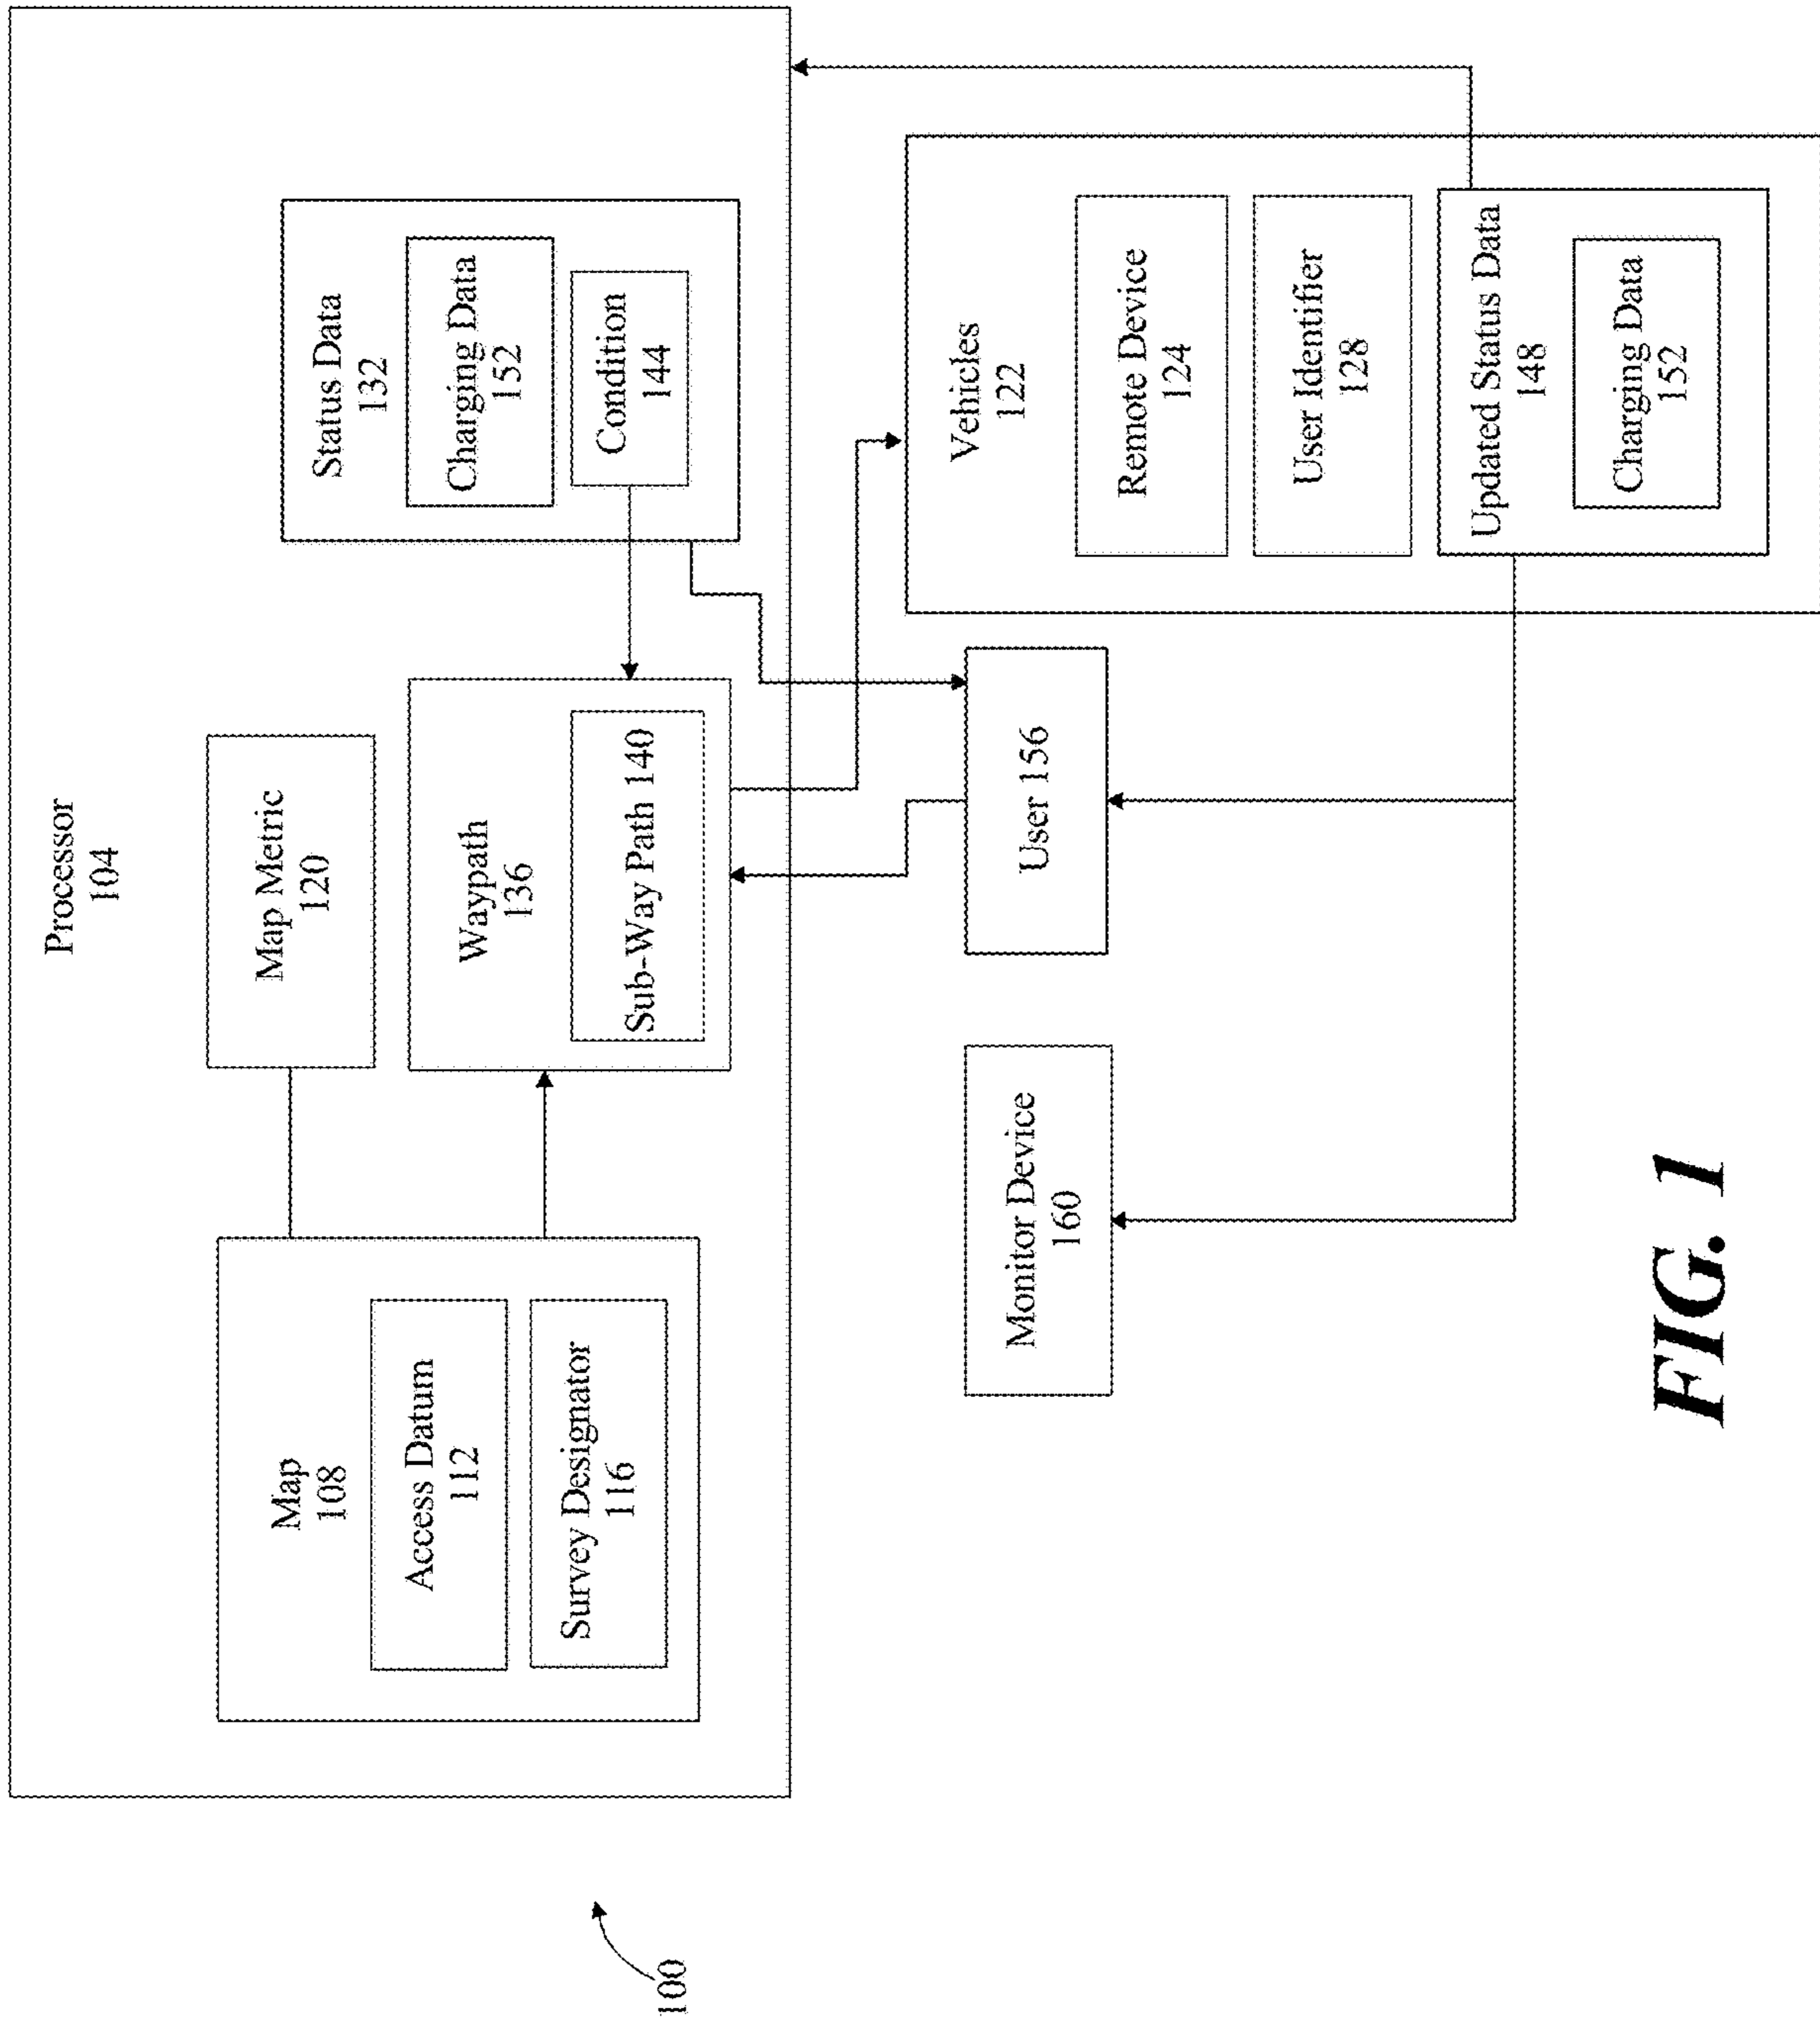 Processor
104
Map
108
Access Datum
112
Survey Designator
116
Map Metric
120
Waypath
136
Sub-Way Path 140
Status Data
132
Charging Data
152
Condition
144
100
Monitor Device
160
User 156
Vehicles
122
Remote Device
124
User Identifier
128
Updated Status Data
148
Charging Data
152
FIG. 1